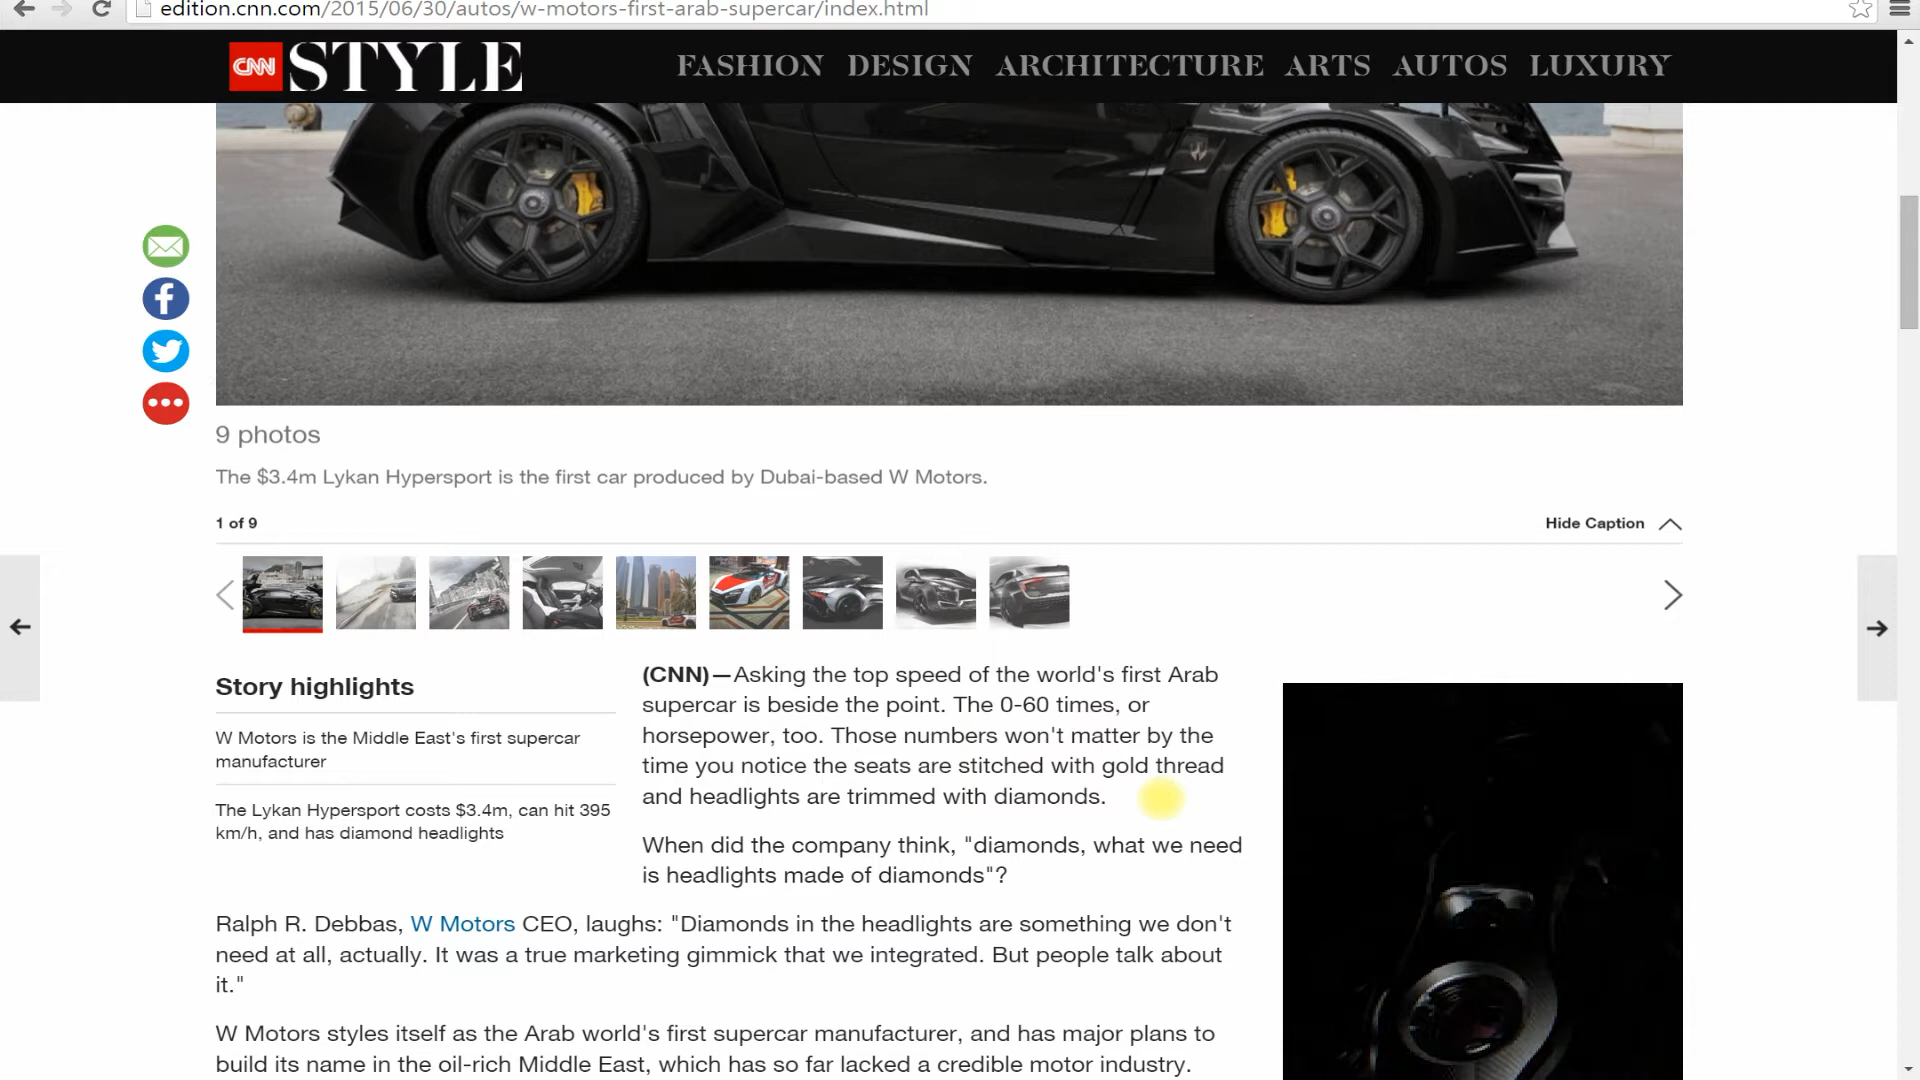 edition.cnn.com/2015/06/30/autos/w-motors-first-arab-supercar/index.html
CNN STYLE
FASHION DESIGN ARCHITECTURE ARTS AUTOS LUXURY
9 photos
The $3.4m Lykan Hypersport is the first car produced by Dubai-based W Motors.
1 of 9
Hide Caption
Story highlights
W Motors is the Middle East's first supercar
manufacturer
The Lykan Hypersport costs $3.4m, can hit 395
km/h, and has diamond headlights
(CNN)—Asking the top speed of the world's first Arab
supercar is beside the point. The 0-60 times, or
horsepower, too. Those numbers won't matter by the
time you notice the seats are stitched with gold thread
and headlights are trimmed with diamonds.
When did the company think, "diamonds, what we need
is headlights made of diamonds"?
Ralph R. Debbas, W Motors CEO, laughs: "Diamonds in the headlights are something we don't
need at all, actually. It was a true marketing gimmick that we integrated. But people talk about
it."
W Motors styles itself as the Arab world's first supercar manufacturer, and has major plans to
build its name in the oil-rich Middle East, which has so far lacked a credible motor industry.